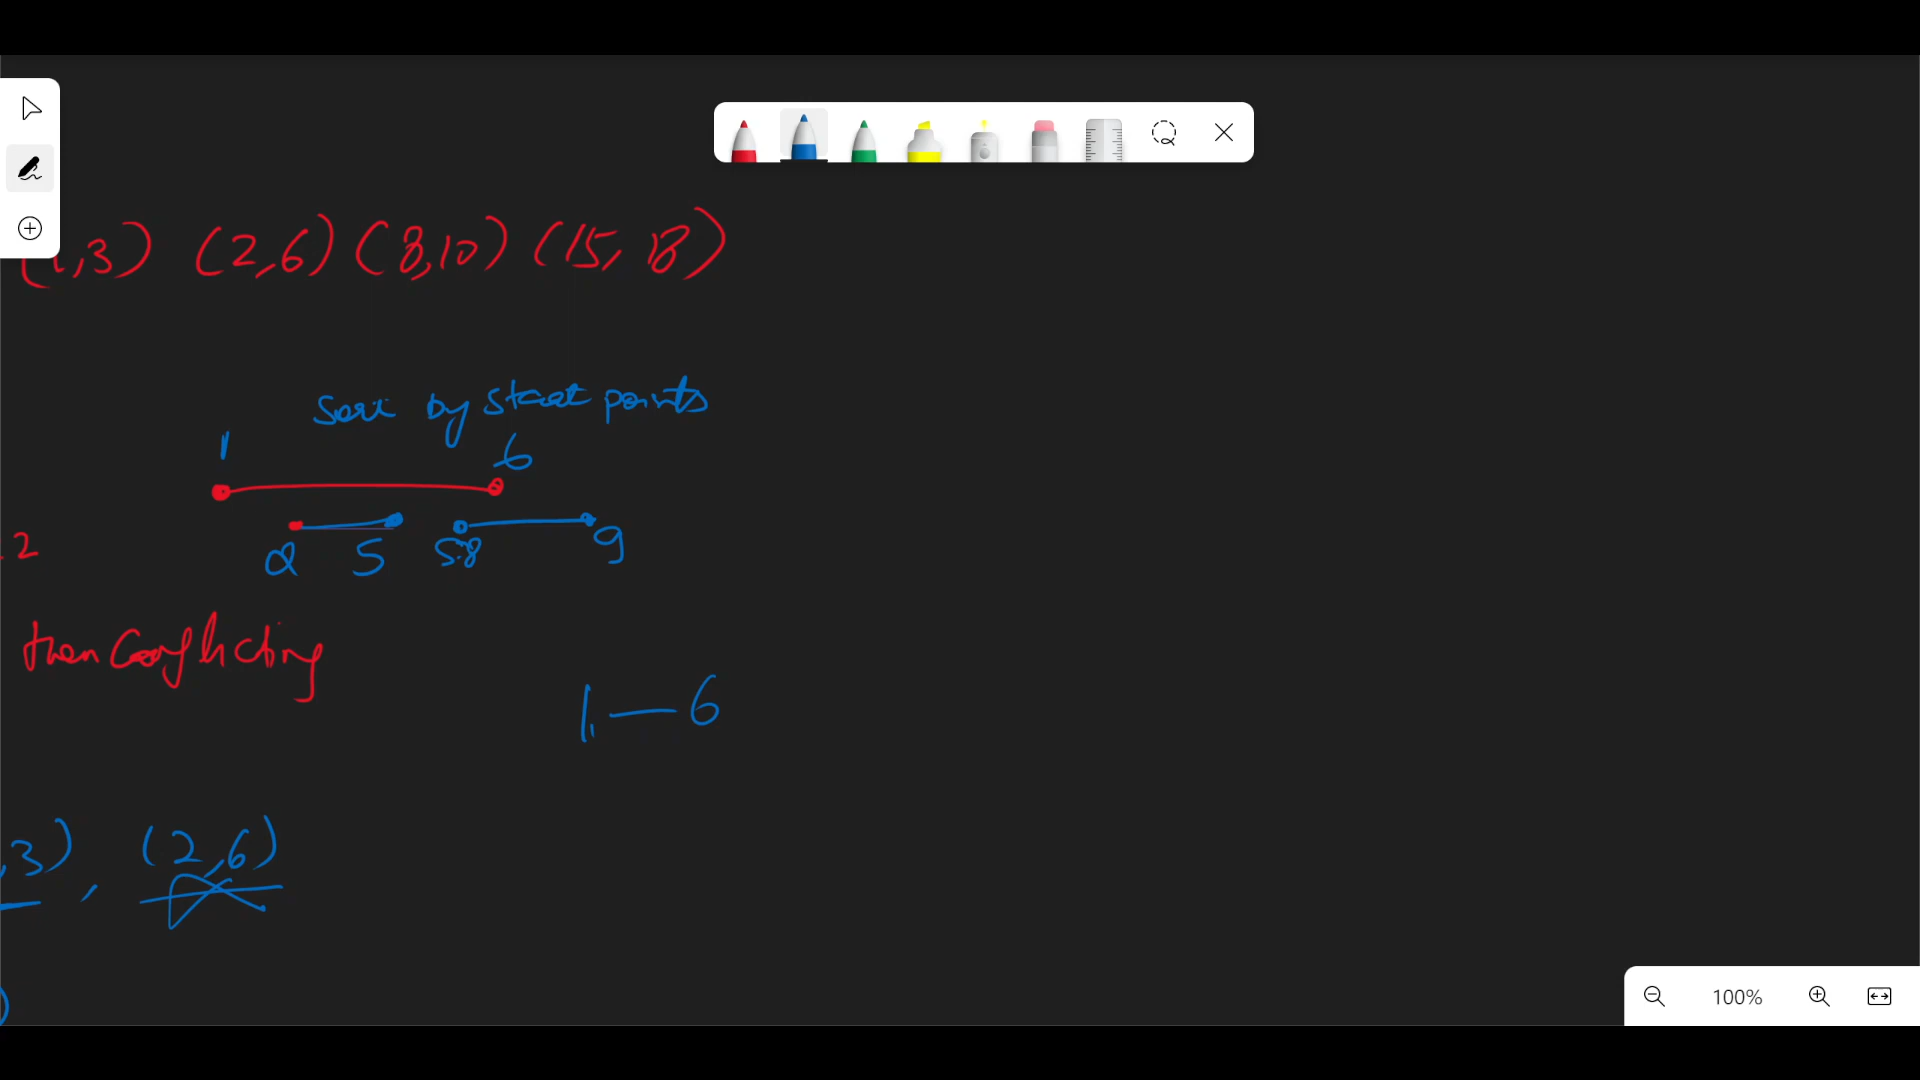 (1,3) (2,6) (8,10) (15,18)
Sort by start points
1 6
2 5 5.8 9
2
then Conflicting
1 — 6
,3) , (2,6)
)
100%